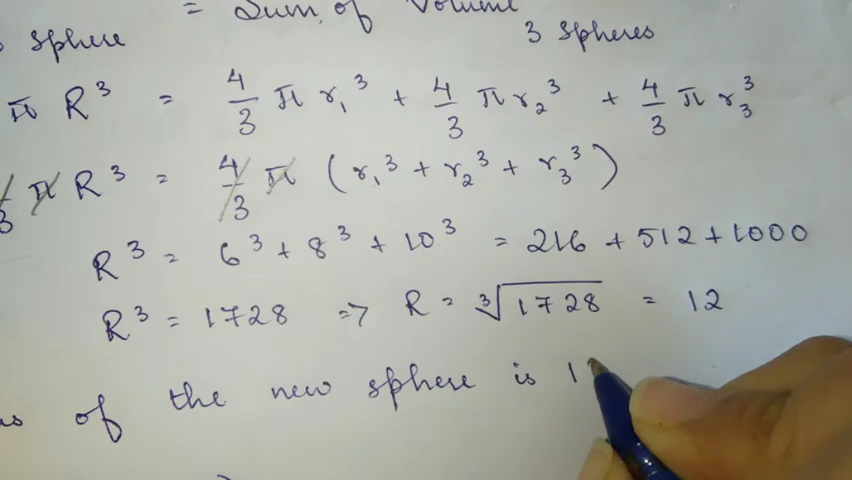 = Sum of Volume
sphere 3 spheres
π R³ = 4/3 π r₁³ + 4/3 π r₂³ + 4/3 π r₃³
/3 π R³ = 4/3 π (r₁³ + r₂³ + r₃³)
R³ = 6³ + 8³ + 10³ = 216 + 512 + 1000
R³ = 1728 => R = ∛1728 = 12
of the new sphere is 1